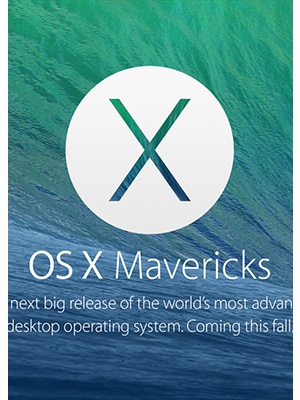 X
OS X Mavericks
next big release of the world's most advan
desktop operating system. Coming this fall.